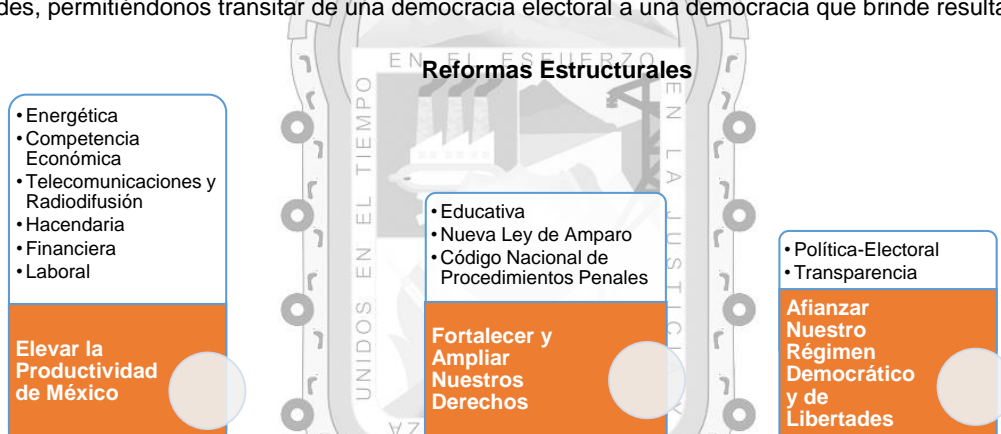 des, permitiéndonos transitar de una democracia electoral a una democracia que brinde resulta
Reformas Estructurales
• Energética
• Competencia
Económica
• Telecomunicaciones y
Radiodifusión
• Hacendaria
• Financiera
• Laboral
Elevar la
Productividad
de México
• Educativa
• Nueva Ley de Amparo
• Código Nacional de
Procedimientos Penales
Fortalecer y
Ampliar
Nuestros
Derechos
• Política-Electoral
• Transparencia
Afianzar
Nuestro
Régimen
Democrático
y de
Libertades
UNIDOS EN EL TIEMPO
EN EL ESFUERZO
EN LA JUSTICIA Y
ZA